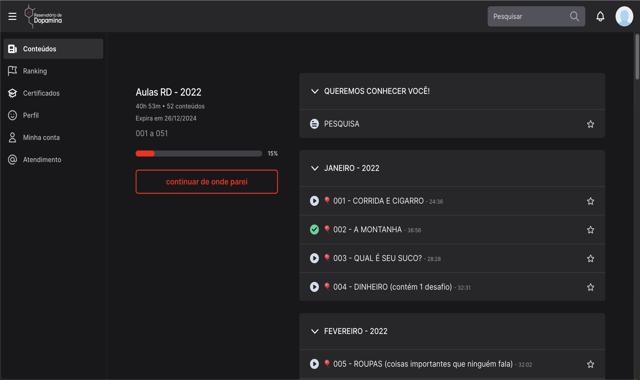 Reservatório de
Dopamina
Pesquisar
Conteúdos
Ranking
Certificados
Perfil
Minha conta
Atendimento
Aulas RD - 2022
40h 53m • 52 conteúdos
Expira em 26/12/2024
001 a 051
15%
continuar de onde parei
QUEREMOS CONHECER VOCÊ!
PESQUISA
JANEIRO - 2022
001 - CORRIDA E CIGARRO - 24:36
002 - A MONTANHA - 36:56
003 - QUAL É SEU SUCO? - 28:28
004 - DINHEIRO (contém 1 desafio) - 32:31
FEVEREIRO - 2022
005 - ROUPAS (coisas importantes que ninguém fala) - 32:02